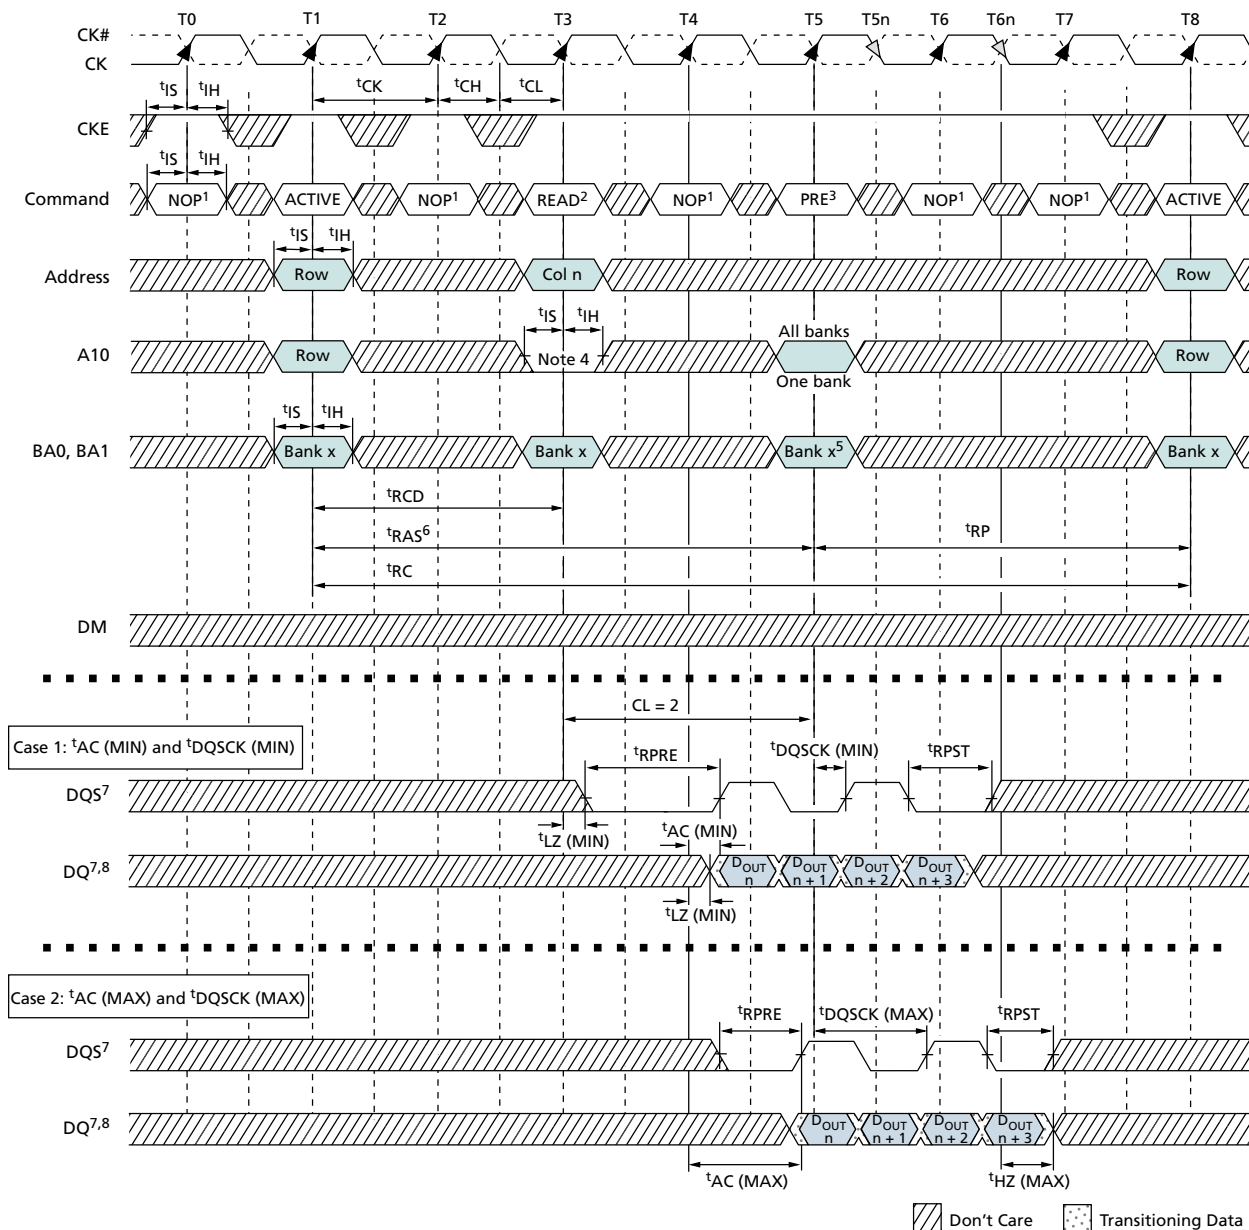 T0 T1 T2 T3 T4 T5 T5n T6 T6n T7 T8
CK#
CK
tCK tCH tCL
tIS tIH
CKE
tIS tIH
Command NOP1 ACTIVE NOP1 READ2 NOP1 PRE3 NOP1 NOP1 ACTIVE
tIS tIH
Address Row Col n Row
tIS tIH All banks
A10 Row Note 4 Row
One bank
tIS tIH
BA0, BA1 Bank x Bank x Bank x5 Bank x
tRCD
tRAS6 tRP
tRC
DM
CL = 2
Case 1: tAC (MIN) and tDQSCK (MIN)
tRPRE tDQSCK (MIN) tRPST
DQS7
tLZ (MIN) tAC (MIN)
DQ7,8 DOUT n DOUT n + 1 DOUT n + 2 DOUT n + 3
tLZ (MIN)
Case 2: tAC (MAX) and tDQSCK (MAX)
tRPRE tDQSCK (MAX) tRPST
DQS7
DQ7,8 DOUT n DOUT n + 1 DOUT n + 2 DOUT n + 3
tAC (MAX) tHZ (MAX)
Don't Care Transitioning Data